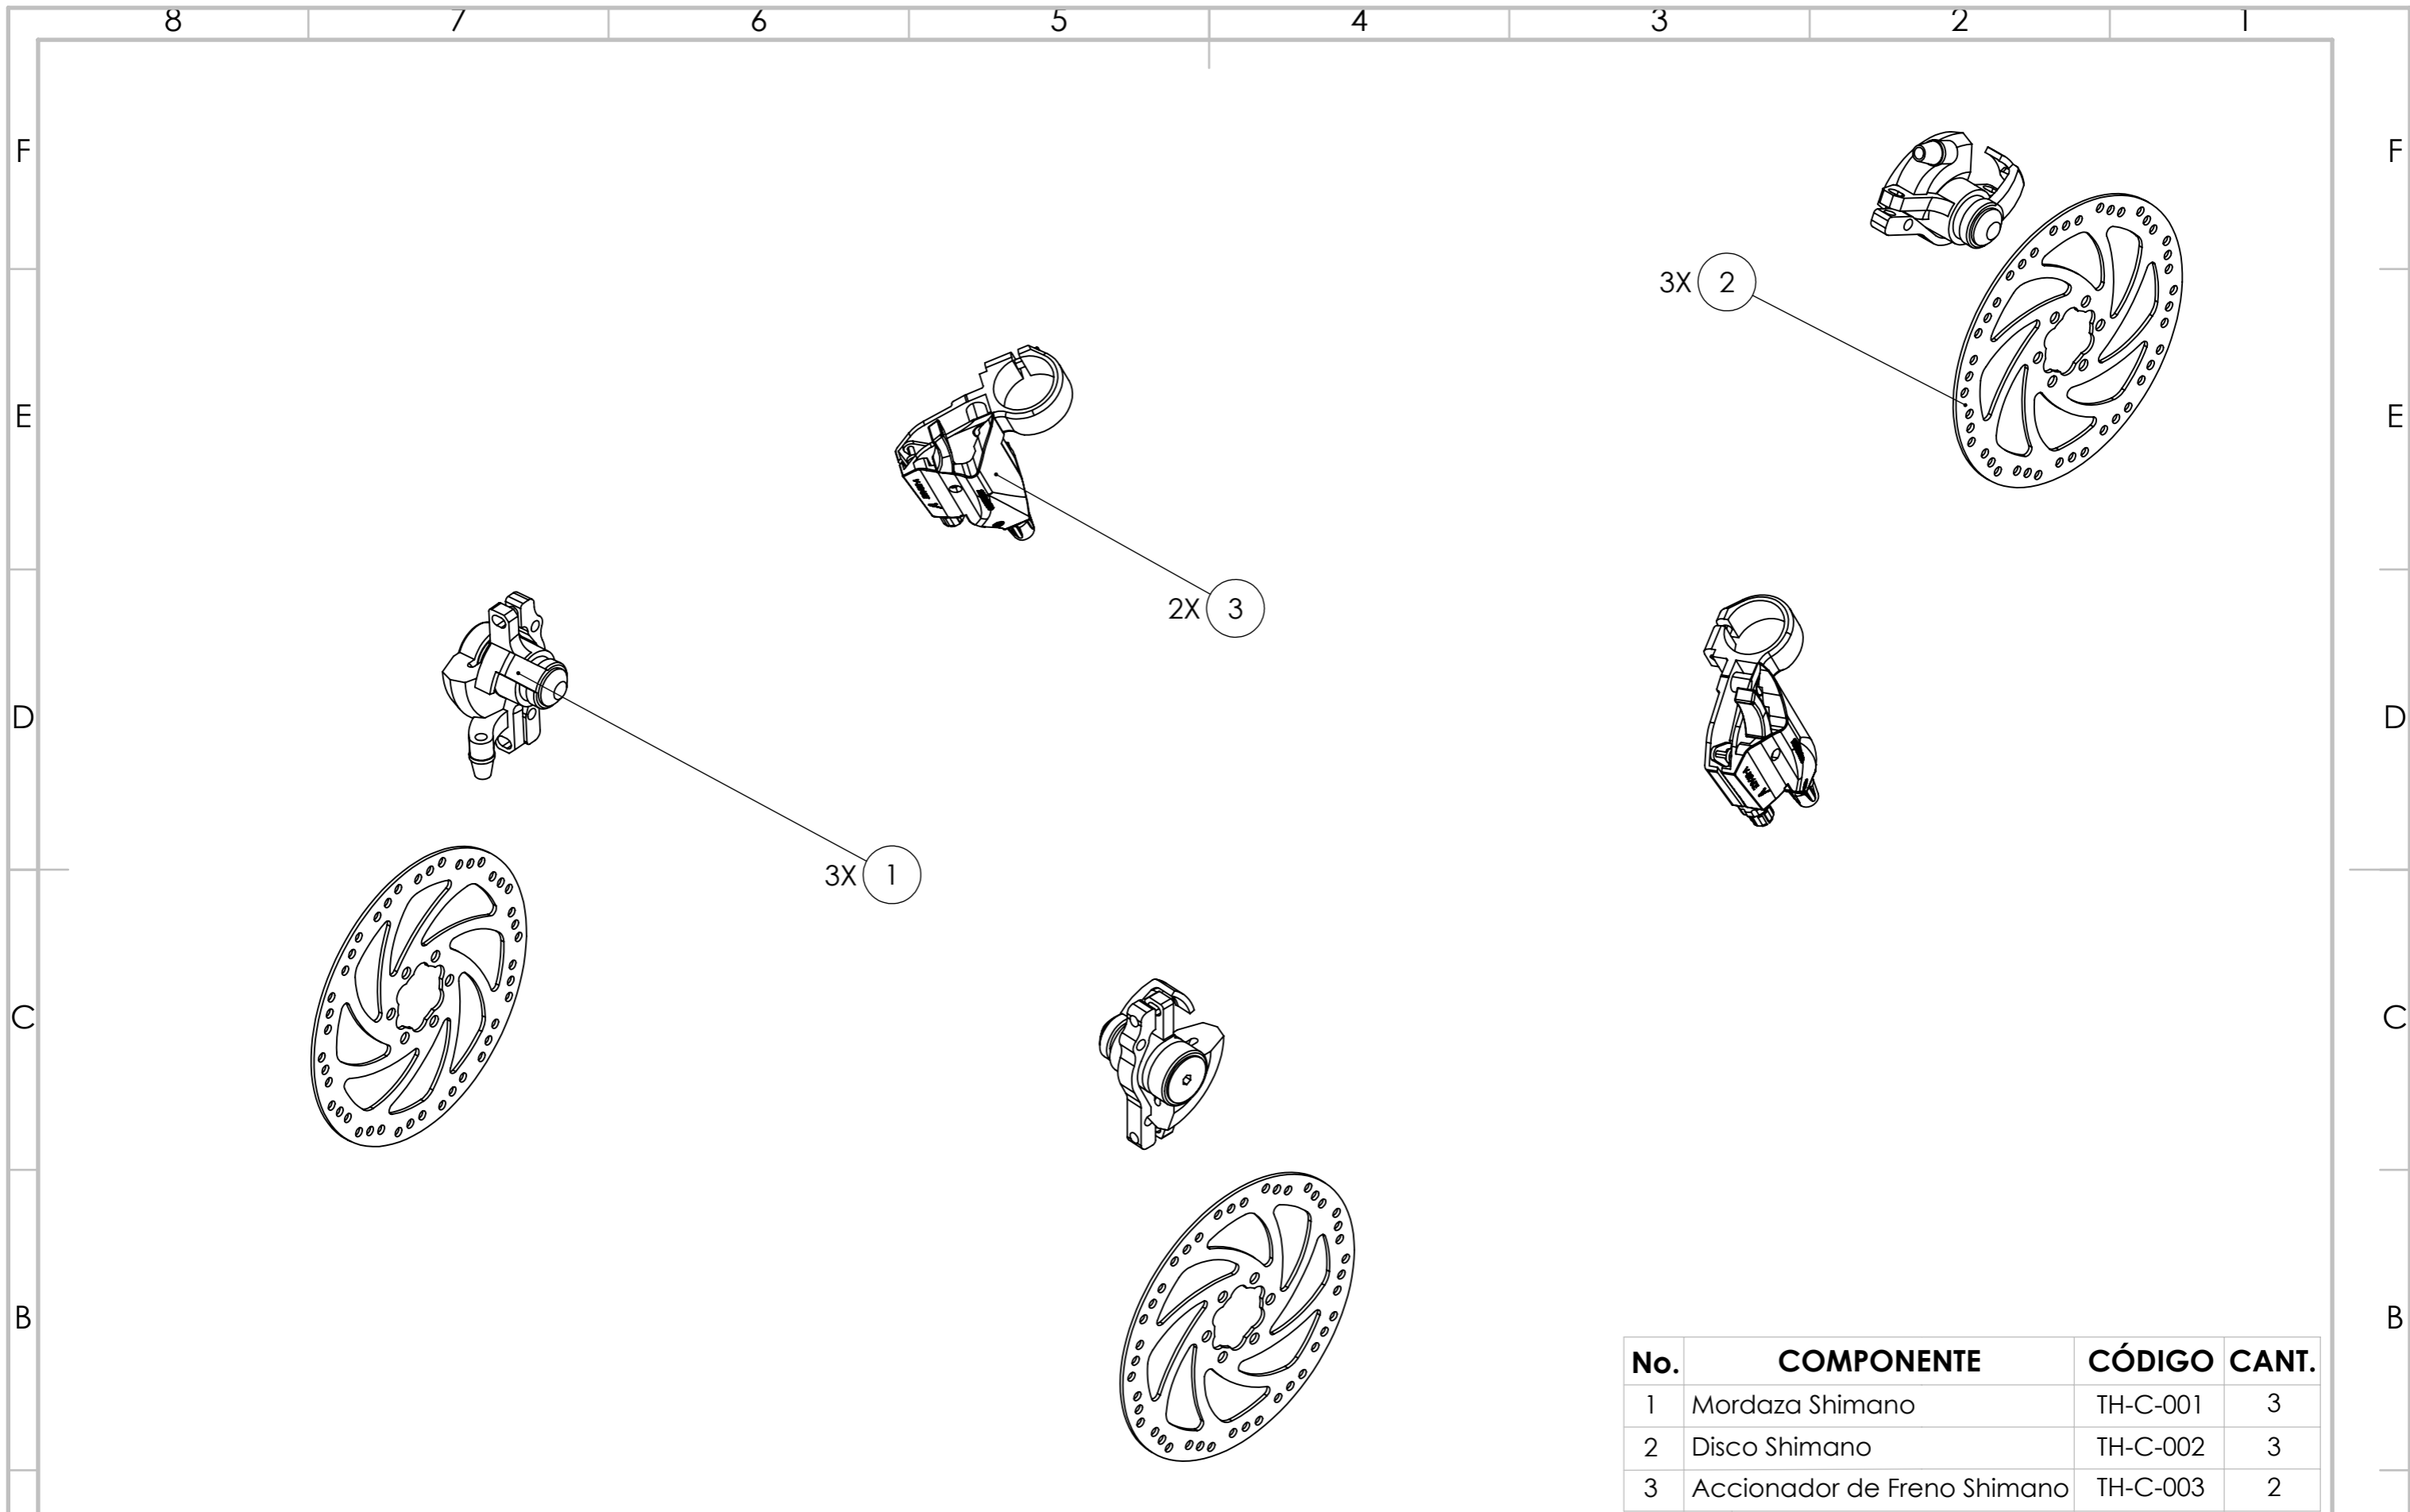 8 7 6 5 4 3 2 1
F F
3X 2
E E
2X 3
D D
3X 1
C C
B B
No. COMPONENTE CÓDIGO CANT.
1 Mordaza Shimano TH-C-001 3
2 Disco Shimano TH-C-002 3
3 Accionador de Freno Shimano TH-C-003 2